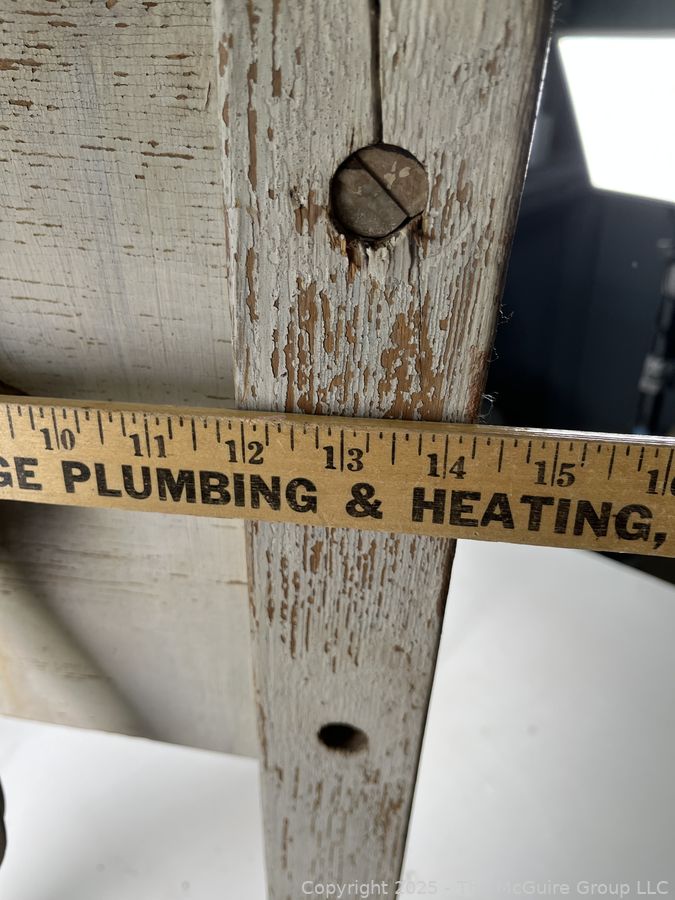 10 11 12 13 14 15
GE PLUMBING & HEATING,
Copyright © 2025 - The McGuire Group LLC